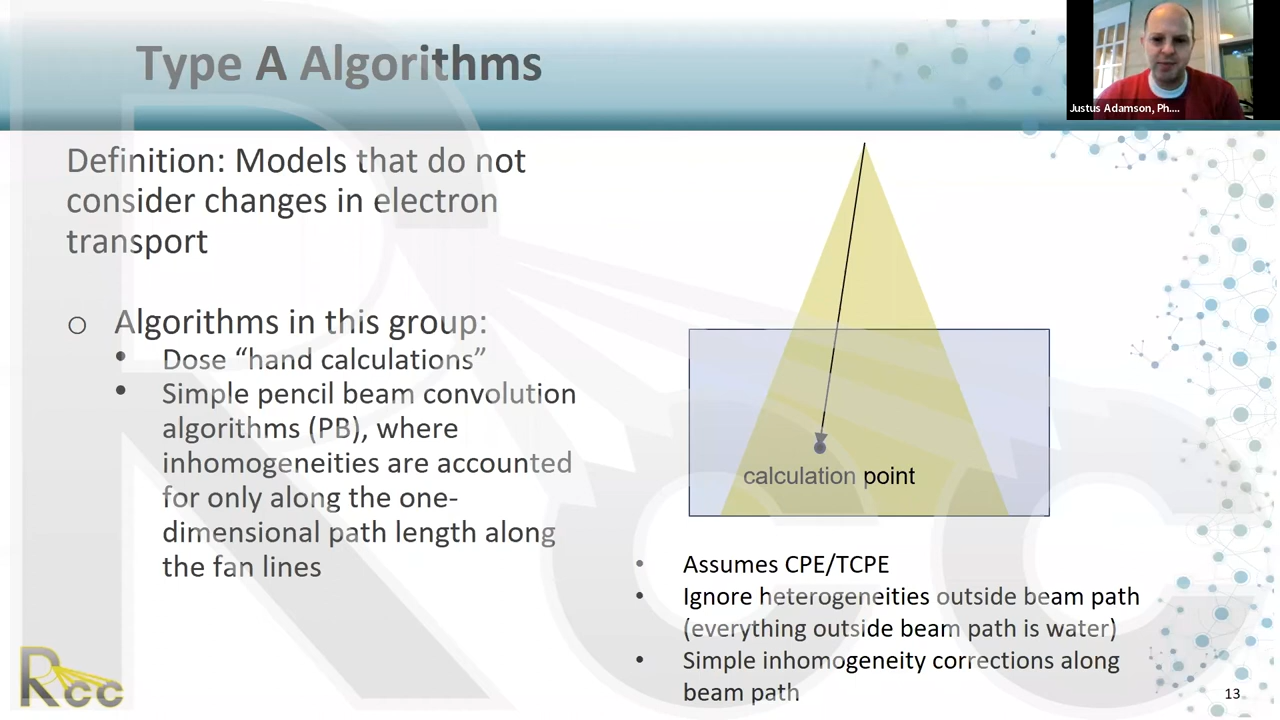 Type A Algorithms
Justus Adamson, Ph....
Definition: Models that do not
consider changes in electron
transport
o Algorithms in this group:
• Dose “hand calculations”
• Simple pencil beam convolution
algorithms (PB), where
inhomogeneities are accounted
for only along the one-
dimensional path length along
the fan lines
calculation point
• Assumes CPE/TCPE
• Ignore heterogeneities outside beam path
(everything outside beam path is water)
• Simple inhomogeneity corrections along
beam path
Rcc
13